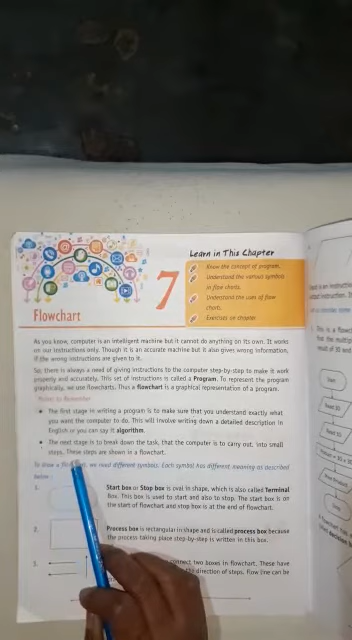 Learn in This Chapter
Know the concept of program.
Understand the various symbols
in flow charts.
Understand the uses of flow
charts.
Exercises on chapter
7
Flowchart
As you know, computer is an intelligent machine but it cannot do anything on its own. It works
on our instructions only. Though it is an accurate machine but it also gives wrong information,
if the wrong instructions are given to it.
So, there is always a need of giving instructions to the computer step-by-step to make it work
properly and accurately. This set of instructions is called a Program. To represent the program
graphically, we use flowcharts. Thus a flowchart is a graphical representation of a program.
Points to Remember
The first stage in writing a program is to make sure that you understand exactly what
you want the computer to do. This will involve writing down a detailed description in
English or you can say it algorithm.
The next stage is to break down the task, that the computer is to carry out, into small
steps. These steps are shown in a flowchart.
To draw a flowchart, we need different symbols. Each symbol has different meaning as described
below :
1.
Start box or Stop box is oval in shape, which is also called Terminal
Box. This box is used to start and also to stop. The start box is on
the start of flowchart and stop box is at the end of flowchart.
2.
Process box is rectangular in shape and is called process box because
the process taking place step-by-step is written in this box.
3.
connect two boxes in flowchart. These have
the direction of steps. Flow line can be